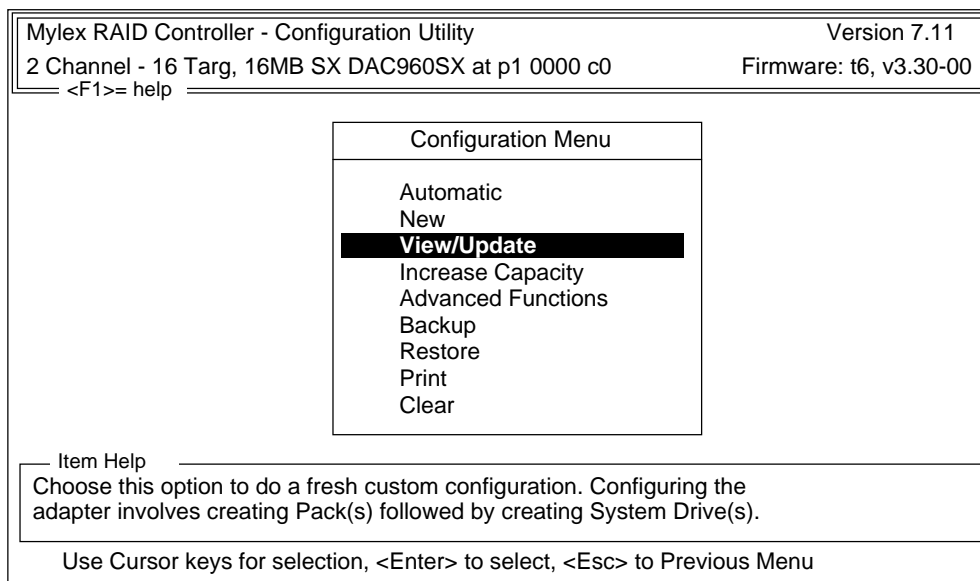 Mylex RAID Controller - Configuration Utility Version 7.11
2 Channel - 16 Targ, 16MB SX DAC960SX at p1 0000 c0 Firmware: t6, v3.30-00
<F1>= help
Configuration Menu
Automatic
New
View/Update
Increase Capacity
Advanced Functions
Backup
Restore
Print
Clear
Item Help
Choose this option to do a fresh custom configuration. Configuring the
adapter involves creating Pack(s) followed by creating System Drive(s).
Use Cursor keys for selection, <Enter> to select, <Esc> to Previous Menu